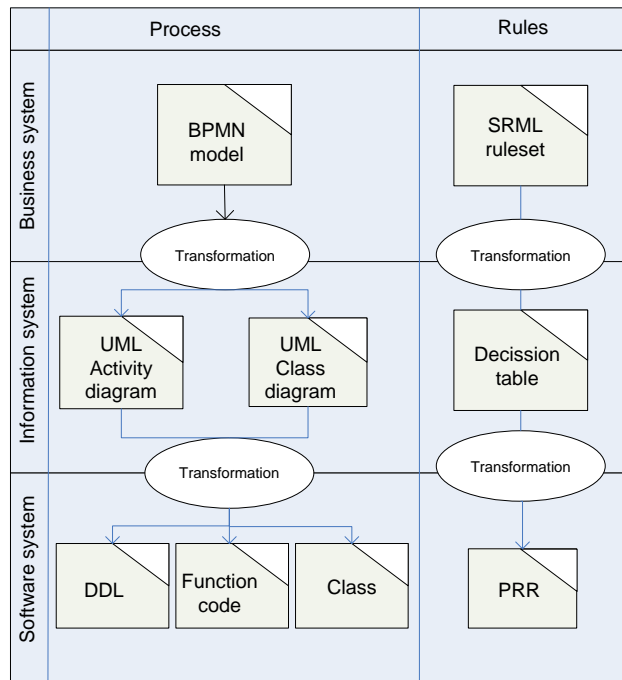 Process
Rules
Business system
BPMN
model
SRML
ruleset
Transformation
Transformation
Information system
UML
Activity
diagram
UML
Class
diagram
Decission
table
Transformation
Transformation
Software system
DDL
Function
code
Class
PRR